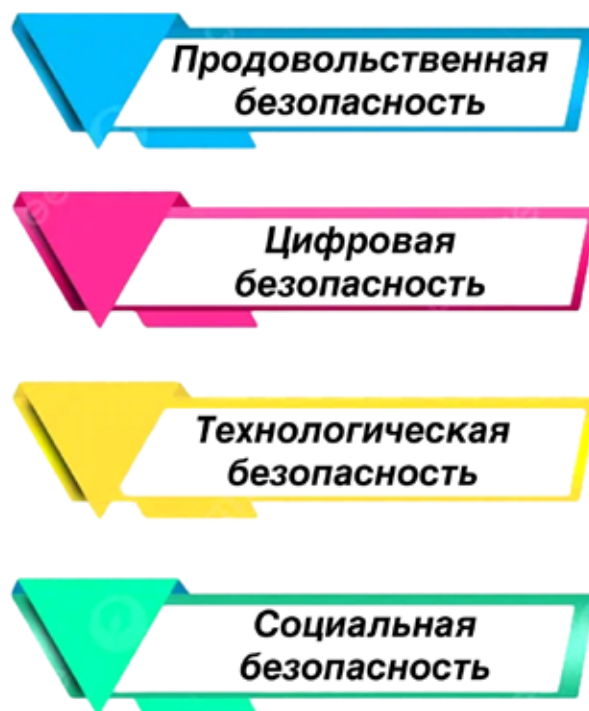 Продовольственная
безопасность
Цифровая
безопасность
Технологическая
безопасность
Социальная
безопасность